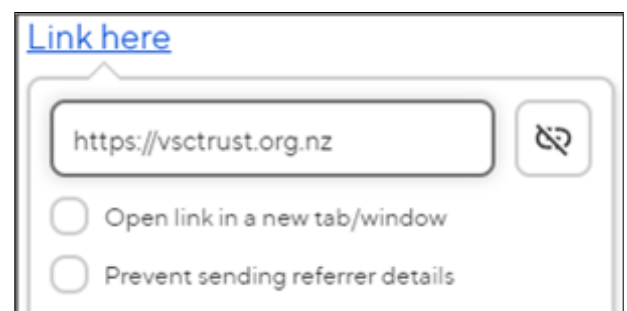 Link here
https://vsctrust.org.nz
Open link in a new tab/window
Prevent sending referrer details